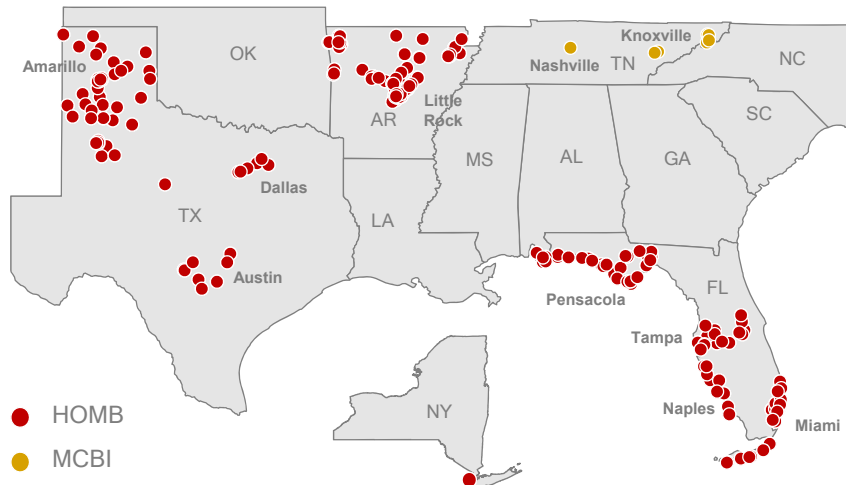 OK
Knoxville
NC
Amarillo
Nashville
TN
Little
Rock
AR
SC
MS
AL
GA
Dallas
LA
TX
Austin
Pensacola
FL
Tampa
Naples
Miami
NY
HOMB
MCBI